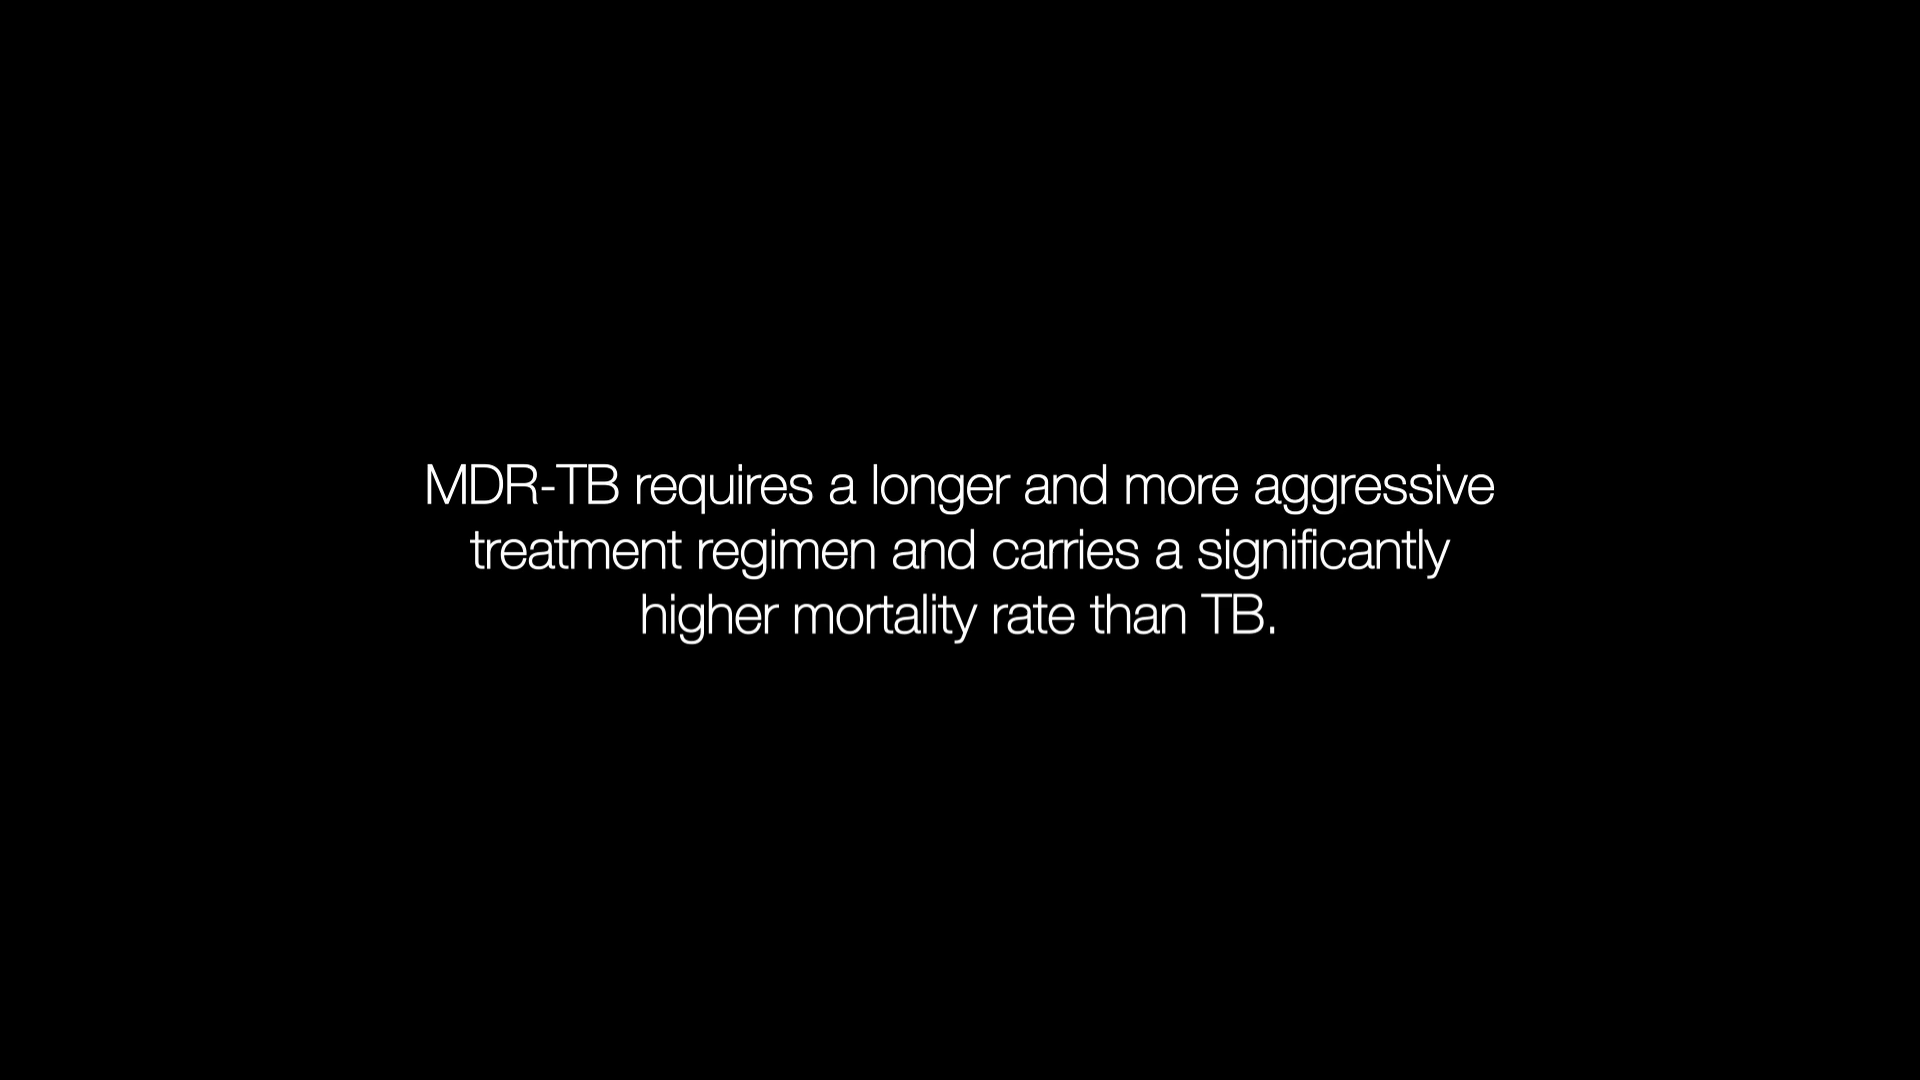 MDR-TB requires a longer and more aggressive
treatment regimen and carries a significantly
higher mortality rate than TB.